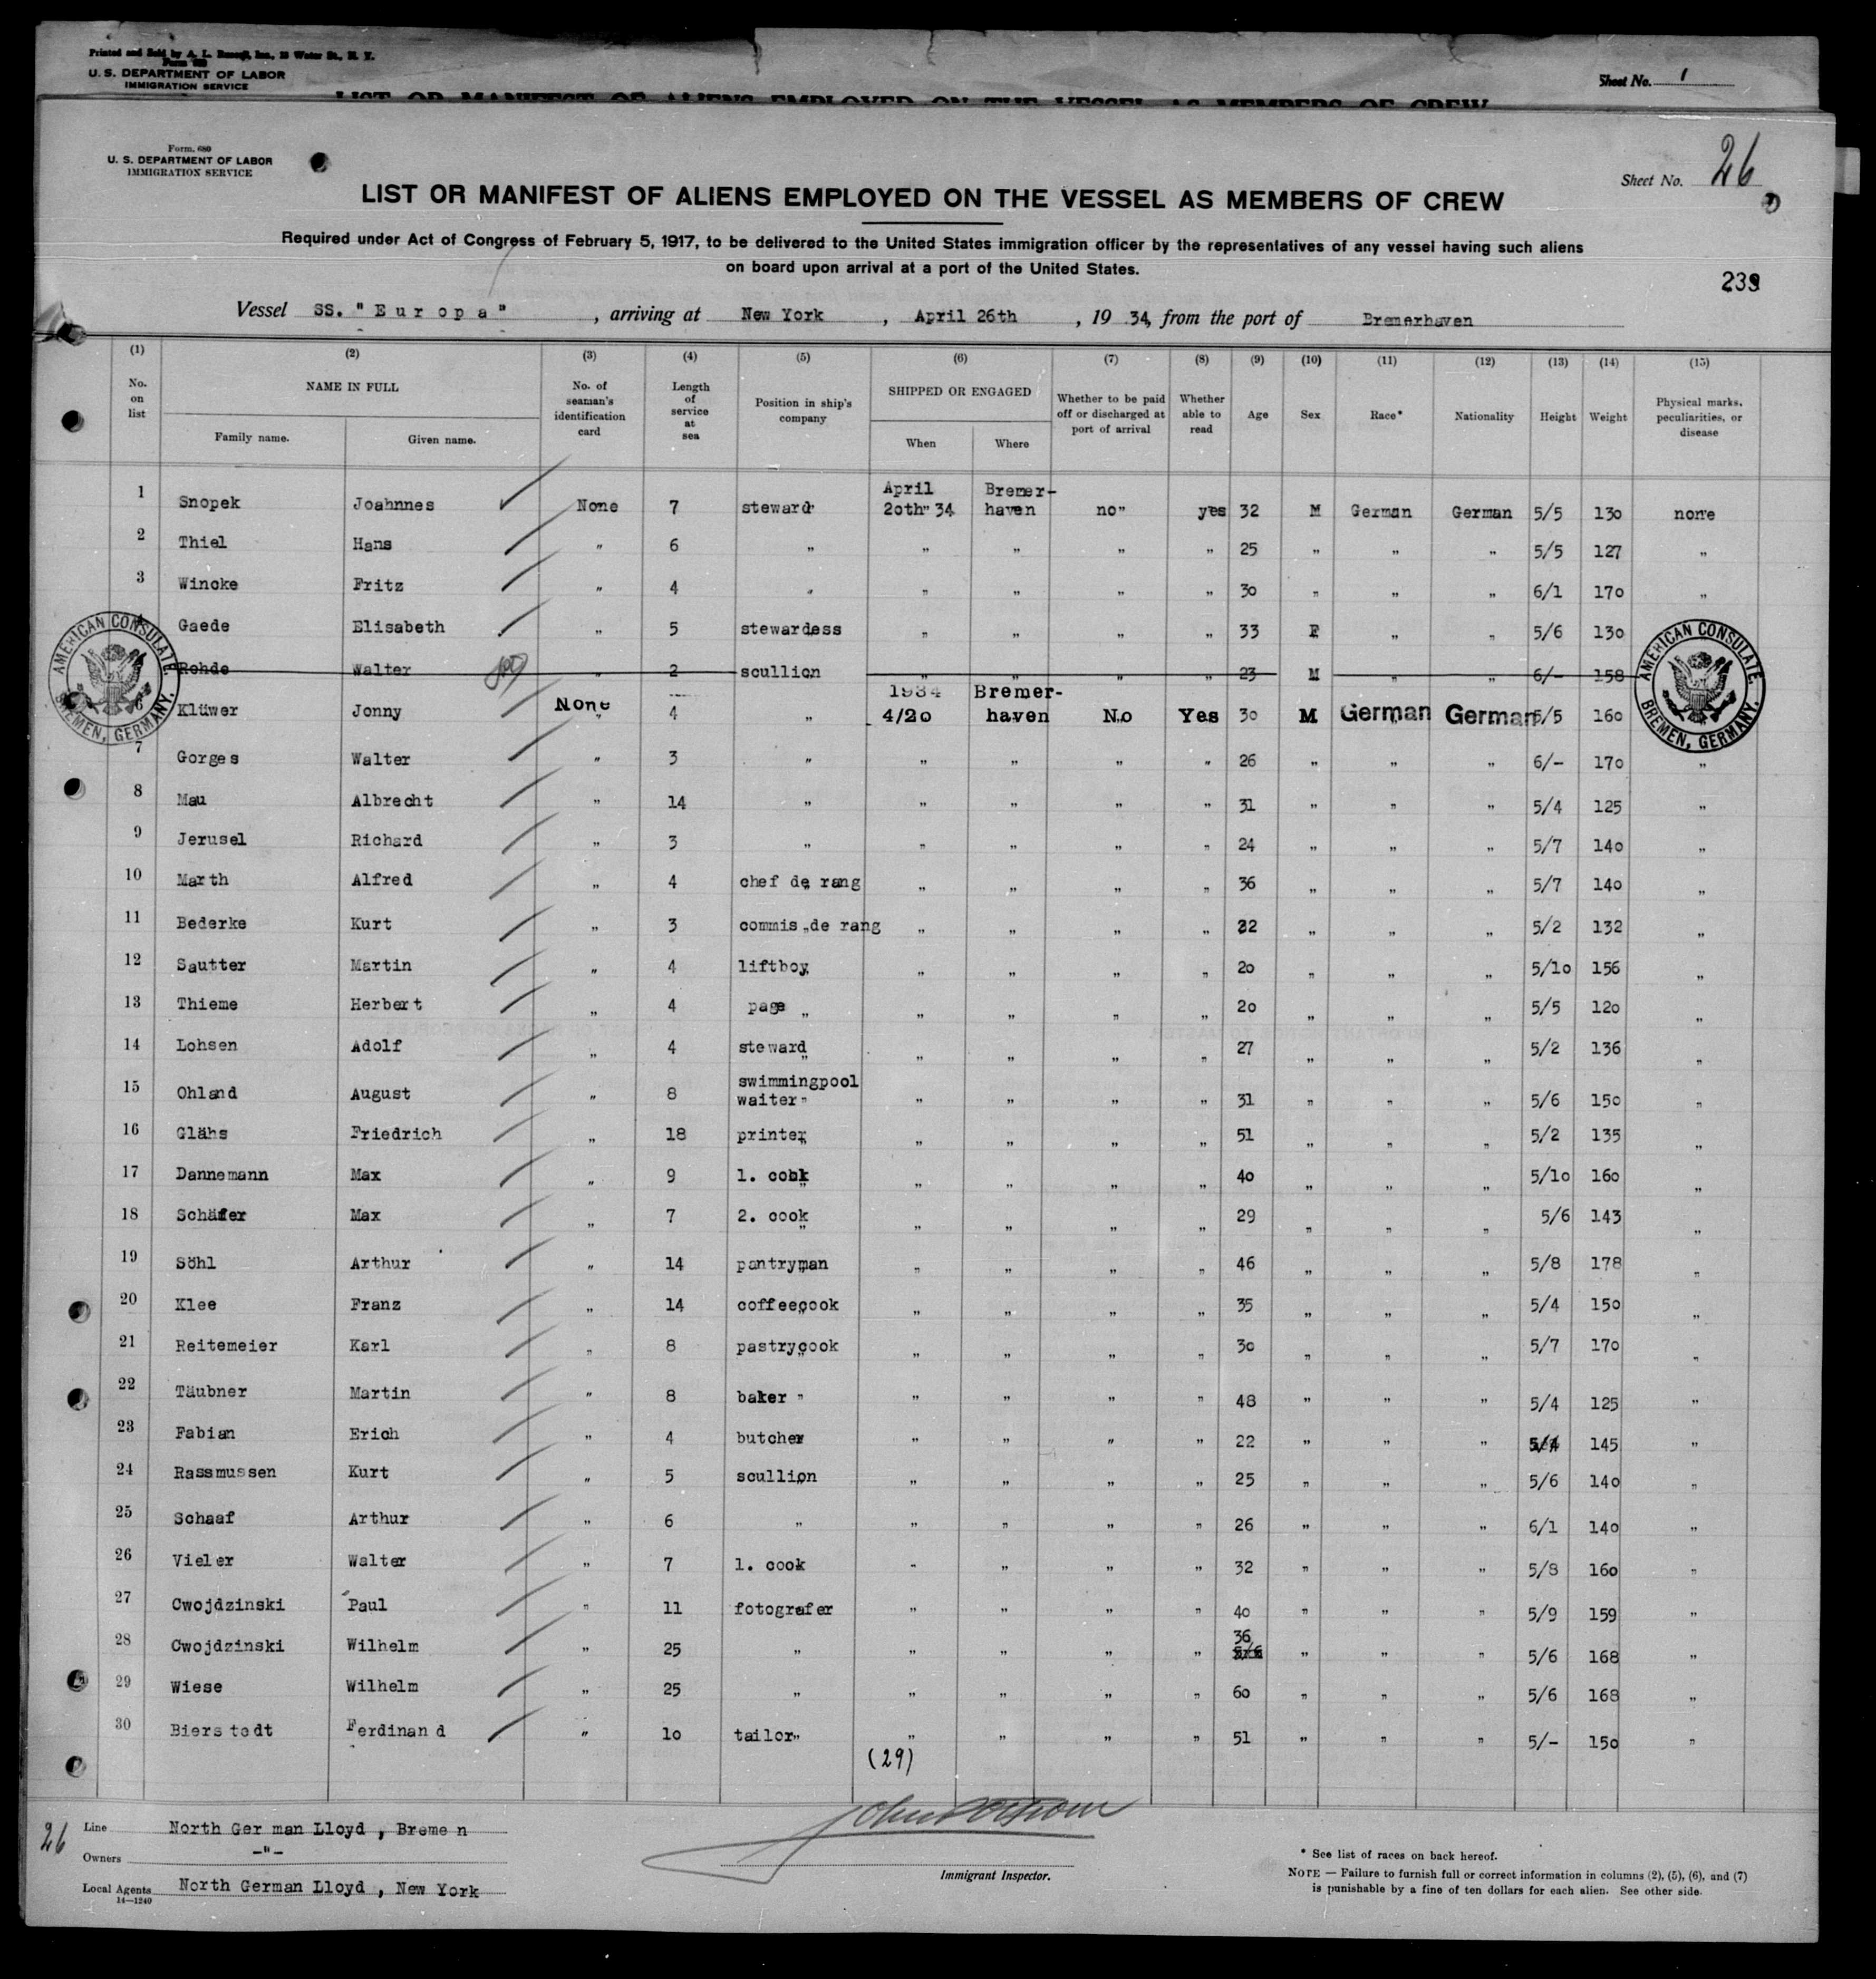 Printed and Sold by A. L. Russell, Inc., 15 Water St., N. Y.
U. S. DEPARTMENT OF LABOR
IMMIGRATION SERVICE
Sheet No. 1
LIST OR MANIFEST OF ALIENS EMPLOYED ON THE VESSEL AS MEMBERS OF CREW
Form 680
U. S. DEPARTMENT OF LABOR
IMMIGRATION SERVICE
Sheet No. 26
LIST OR MANIFEST OF ALIENS EMPLOYED ON THE VESSEL AS MEMBERS OF CREW
Required under Act of Congress of February 5, 1917, to be delivered to the United States immigration officer by the representatives of any vessel having such aliens
on board upon arrival at a port of the United States.
Vessel SS. "Europa", arriving at New York, April 26th, 1934, from the port of Bremerhaven
(1) (2) (3) (4) (5) (6) (7) (8) (9) (10) (11) (12) (13) (14) (15)
No. on list NAME IN FULL Family name. Given name. No. of seaman's identification card Length of service at sea Position in ship's company SHIPPED OR ENGAGED When Where Whether to be paid off or discharged at port of arrival Whether able to read Age Sex Race* Nationality Height Weight Physical marks, peculiarities, or disease
1 Snopek Joahnnes None 7 steward April 20th" 34 Bremer-haven no" yes 32 M German German 5/5 130 none
2 Thiel Hans " 6 " " " " " 25 " " " 5/5 127 "
3 Wincke Fritz " 4 " " " " " 30 " " " 6/1 170 "
Gaede Elisabeth " 5 stewardess " " " " 33 F " " 5/6 130
Rohde Walter " 2 scullion " " " " 23 M " " 6/- 158
6 Klüwer Jonny None 4 " 1934 4/20 Bremer-haven No Yes 30 M German German 5/5 160
7 Gorges Walter " 3 " " " " " 26 " " " 6/- 170 "
8 Mau Albrecht " 14 " " " " " 31 " " " 5/4 125 "
9 Jerusel Richard " 3 " " " " " 24 " " " 5/7 140 "
10 Marth Alfred " 4 chef de rang " " " " 36 " " " 5/7 140 "
11 Bederke Kurt " 3 commis de rang " " " " 22 " " " 5/2 132 "
12 Sautter Martin " 4 liftboy " " " " 20 " " " 5/10 156 "
13 Thieme Herbert " 4 page " " " " " 20 " " " 5/5 120 "
14 Lohsen Adolf " 4 steward " " " " 27 " " " 5/2 136 "
15 Ohland August " 8 swimmingpool waiter" " " " " 31 " " " 5/6 150 "
16 Glähs Friedrich " 18 printer " " " " 51 " " " 5/2 135 "
17 Dannemann Max " 9 1. cook " " " " 40 " " " 5/10 160 "
18 Schäfer Max " 7 2. cook " " " " 29 " " " 5/6 143 "
19 Söhl Arthur " 14 pantryman " " " " 46 " " " 5/8 178 "
20 Klee Franz " 14 coffeecook " " " " 35 " " " 5/4 150 "
21 Reitemeier Karl " 8 pastrycook " " " " 30 " " " 5/7 170 "
22 Täubner Martin " 8 baker " " " " " 48 " " " 5/4 125 "
23 Fabian Erich " 4 butcher " " " " 22 " " " 5/4 145 "
24 Rassmussen Kurt " 5 scullion " " " " 25 " " " 5/6 140 "
25 Schaaf Arthur " 6 " " " " " 26 " " " 6/1 140 "
26 Vieler Walter " 7 1. cook " " " " 32 " " " 5/8 160 "
27 Cwojdzinski Paul " 11 fotografer " " " " 40 " " " 5/9 159 "
28 Cwojdzinski Wilhelm " 25 " " " " " 36 " " " 5/6 168 "
29 Wiese Wilhelm " 25 " " " " " 60 " " " 5/6 168 "
30 Bierstedt Ferdinand " 10 tailor" " " " " 51 " " " 5/- 150 "
(29)
AMERICAN CONSULATE. BREMEN, GERMANY.
AMERICAN CONSULATE. BREMEN, GERMANY.
26 Line North German Lloyd, Bremen
Owners -"-
Local Agents North German Lloyd, New York
14-1240
Immigrant Inspector.
* See list of races on back hereof.
NOTE — Failure to furnish full or correct information in columns (2), (5), (6), and (7)
is punishable by a fine of ten dollars for each alien. See other side.